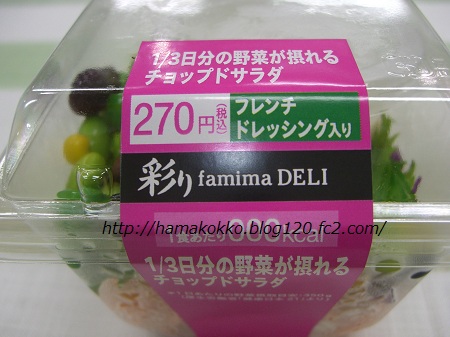 1/3日分の野菜が摂れる
チョップドサラダ
270円(税込)
フレンチ
ドレッシング入り
彩り famima DELI
http://hamakokko.blog120.fc2.com/
1食あたり
kcal
1/3日分の野菜が摂れる
チョップドサラダ